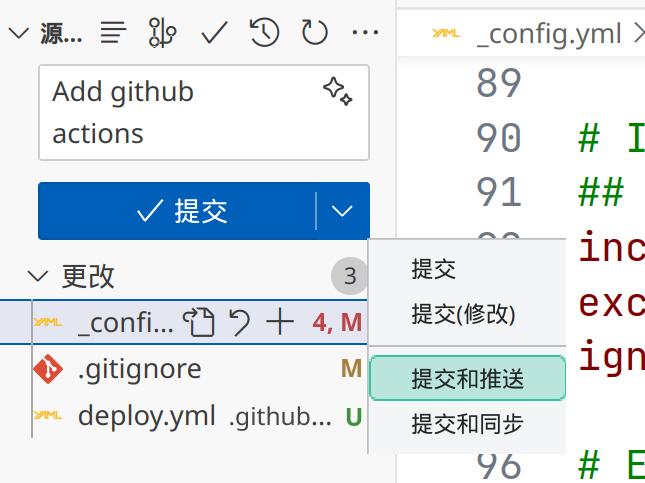 源...
Add github
actions
提交
更改
3
_confi...
4, M
.gitignore
M
deploy.yml .github...
U
提交
提交(修改)
提交和推送
提交和同步
YAML _config.yml
89
90 # I
91 ##
inc
exc
ign
96 # E